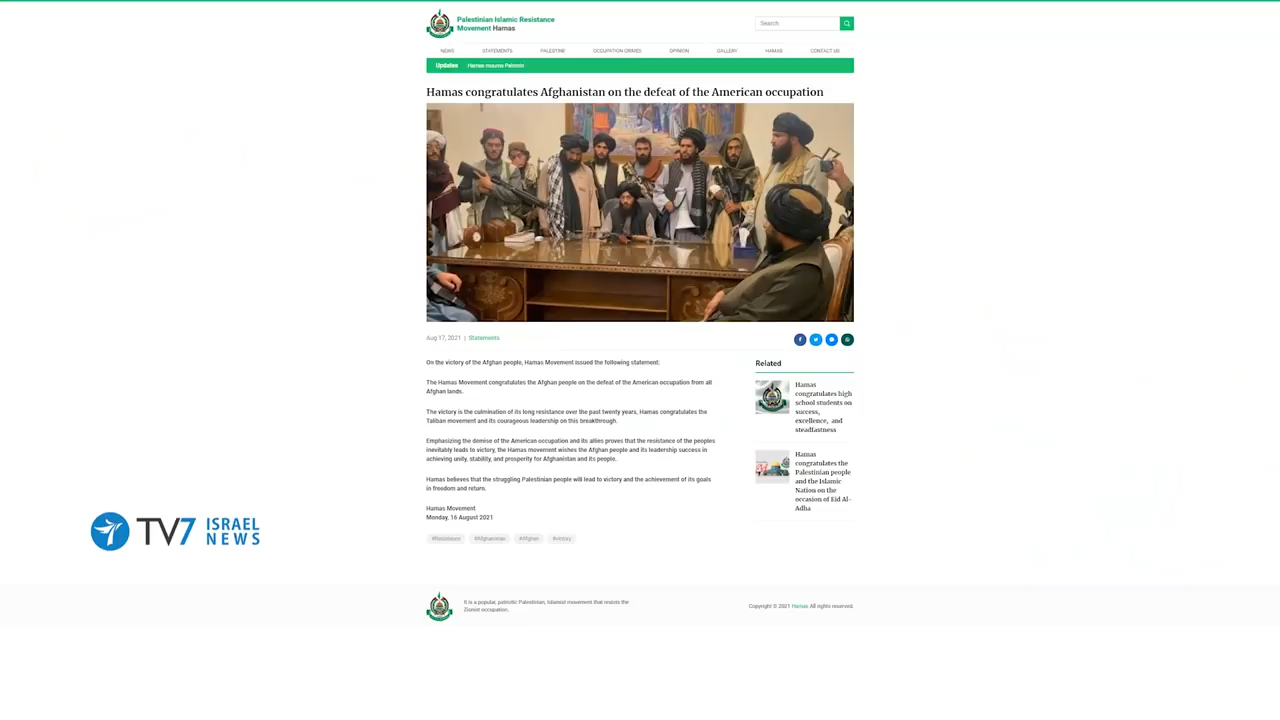 Palestinian Islamic Resistance
Movement Hamas
Search
NEWS
STATEMENTS
PALESTINE
OCCUPATION CRIMES
OPINION
GALLERY
HAMAS
CONTACT US
Updates
Hamas mourns
Hamas congratulates Afghanistan on the defeat of the American occupation
Aug 17, 2021 | Statements
On the victory of the Afghan people, Hamas Movement issued the following statement:
The Hamas Movement congratulates the Afghan people on the defeat of the American occupation from all
Afghan lands.
The victory is the culmination of its long resistance over the past twenty years, Hamas congratulates the
Taliban movement and its courageous leadership on this breakthrough.
Emphasizing the demise of the American occupation and its allies proves that the resistance of the peoples
inevitably leads to victory, the Hamas movement wishes the Afghan people and its leadership success in
achieving unity, stability, and prosperity for Afghanistan and its people.
Hamas believes that the struggling Palestinian people will lead to victory and the achievement of its goals
in freedom and return.
Hamas Movement
Monday, 16 August 2021
#Resistance
#Afghanistan
#Afghan
#victory
Related
Hamas
congratulates high
school students on
success,
excellence, and
steadfastness
Hamas
congratulates the
Palestinian people
and the Islamic
Nation on the
occasion of Eid Al-
Adha
TV7 ISRAEL
NEWS
It is a popular, patriotic Palestinian, Islamist movement that resists the
Zionist occupation.
Copyright © 2021 Hamas All rights reserved.